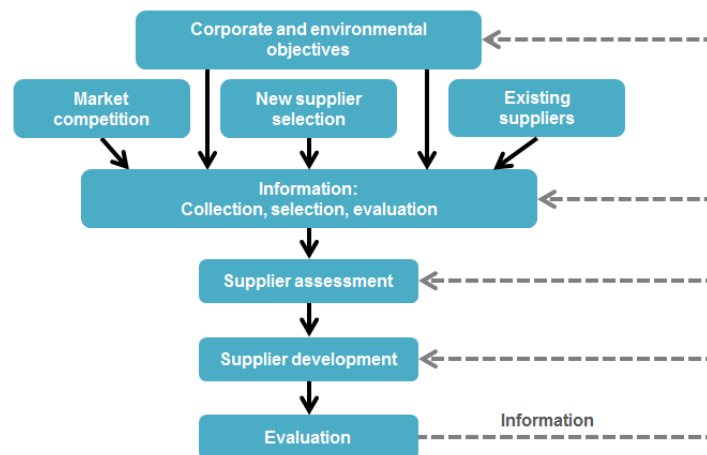 Corporate and environmental
objectives
Market
competition
New supplier
selection
Existing
suppliers
Information:
Collection, selection, evaluation
Supplier assessment
Supplier development
Evaluation
Information